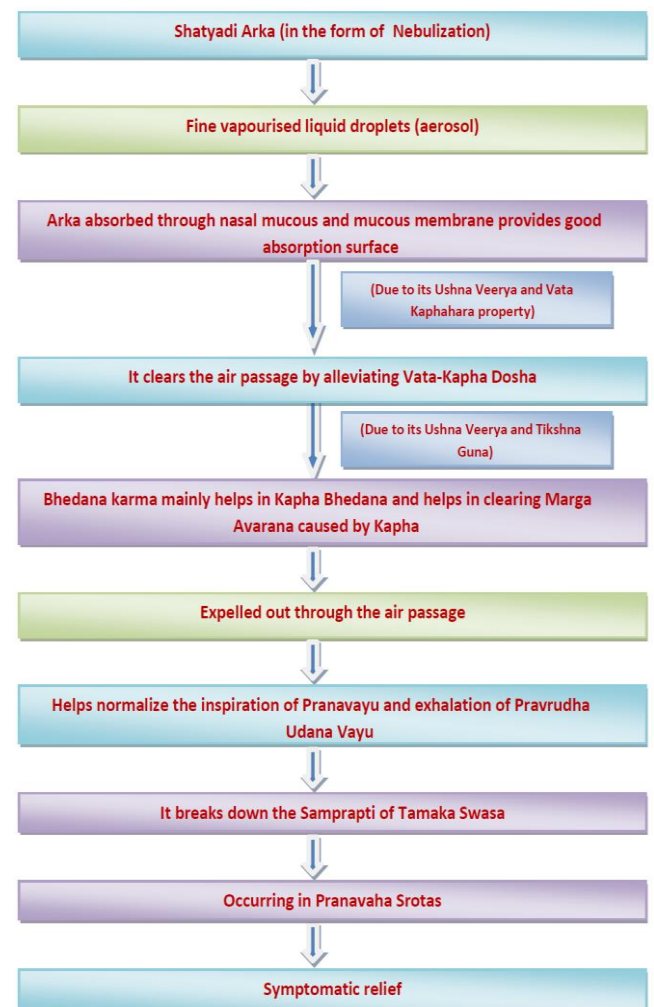 Shatyadi Arka (in the form of Nebulization)
Fine vapourised liquid droplets (aerosol)
Arka absorbed through nasal mucous and mucous membrane provides good
absorption surface
(Due to its Ushna Veerya and Vata
Kaphahara property)
It clears the air passage by alleviating Vata-Kapha Dosha
(Due to its Ushna Veerya and Tikshna
Guna)
Bhedana karma mainly helps in Kapha Bhedana and helps in clearing Marga
Avarana caused by Kapha
Expelled out through the air passage
Helps normalize the inspiration of Pranavayu and exhalation of Pravrudha
Udana Vayu
It breaks down the Samprapti of Tamaka Swasa
Occurring in Pranavaha Srotas
Symptomatic relief